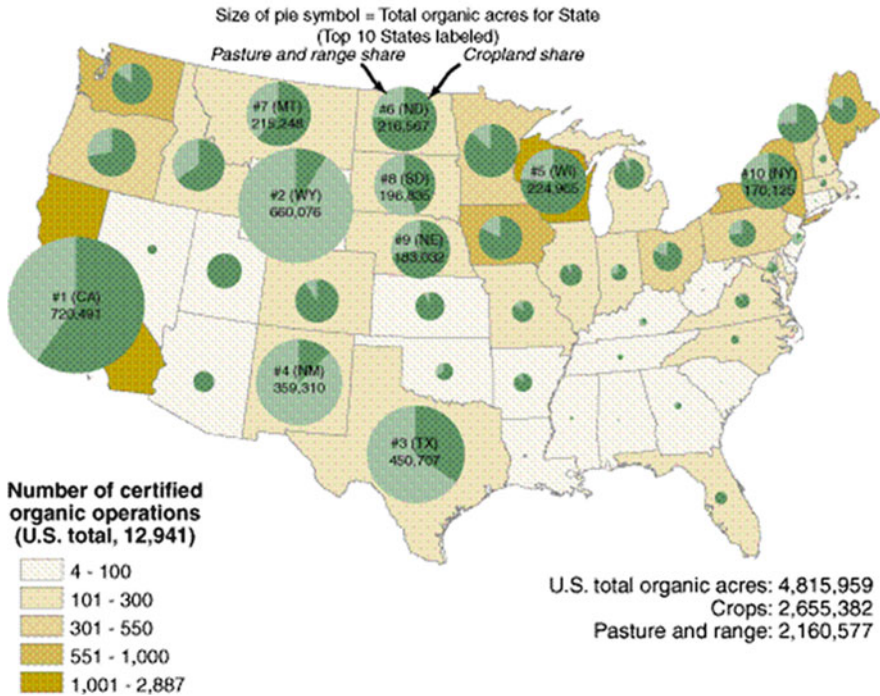 Size of pie symbol = Total organic acres for State
(Top 10 States labeled)
Pasture and range share
Cropland share
#7 (MT)
#6 (ND)
216,567
#2 (WY)
660,076
#8 (SD)
196,835
#5 (WI)
224,965
#10 (NY)
170,125
#9 (NE)
183,032
#1 (CA)
720,491
#4 (NM)
359,310
#3 (TX)
450,707
Number of certified
organic operations
(U.S. total, 12,941)
4 - 100
101 - 300
301 - 550
551 - 1,000
1,001 - 2,887
U.S. total organic acres: 4,815,959
Crops: 2,655,382
Pasture and range: 2,160,577